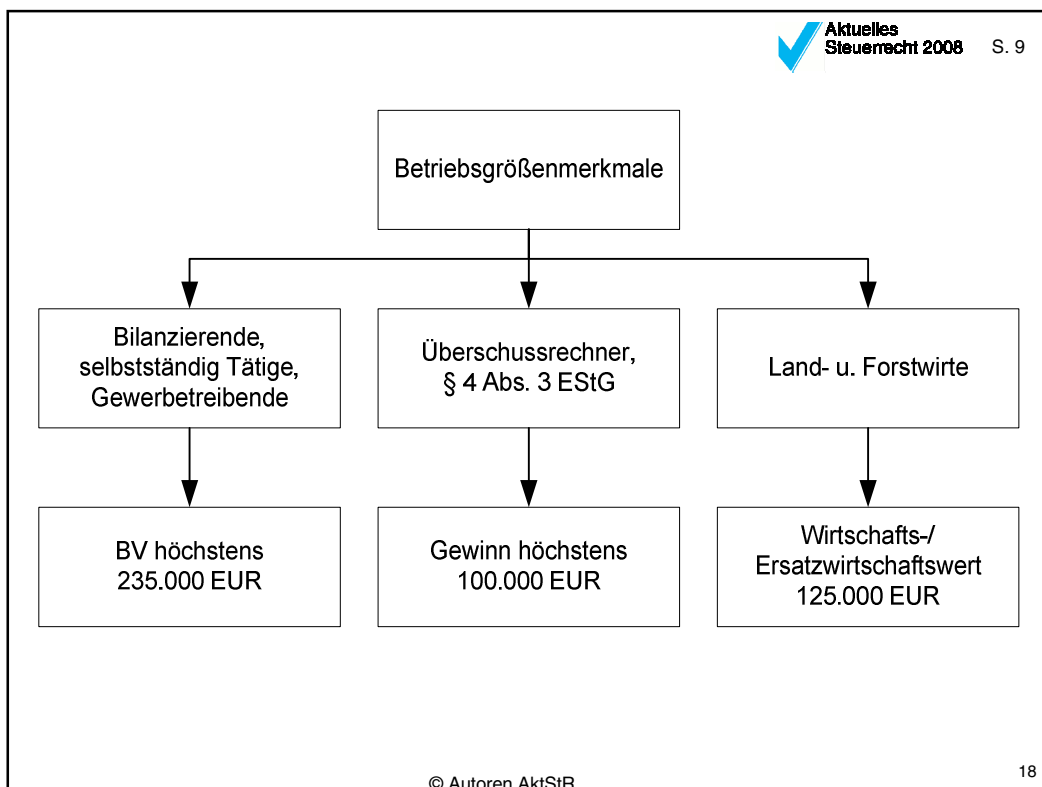 Aktuelles
Steuerrecht 2008 S. 9
Betriebsgrößenmerkmale
Bilanzierende,
selbstständig Tätige,
Gewerbetreibende
Überschussrechner,
§ 4 Abs. 3 EStG
Land- u. Forstwirte
BV höchstens
235.000 EUR
Gewinn höchstens
100.000 EUR
Wirtschafts-/
Ersatzwirtschaftswert
125.000 EUR
© Autoren AktStR
18